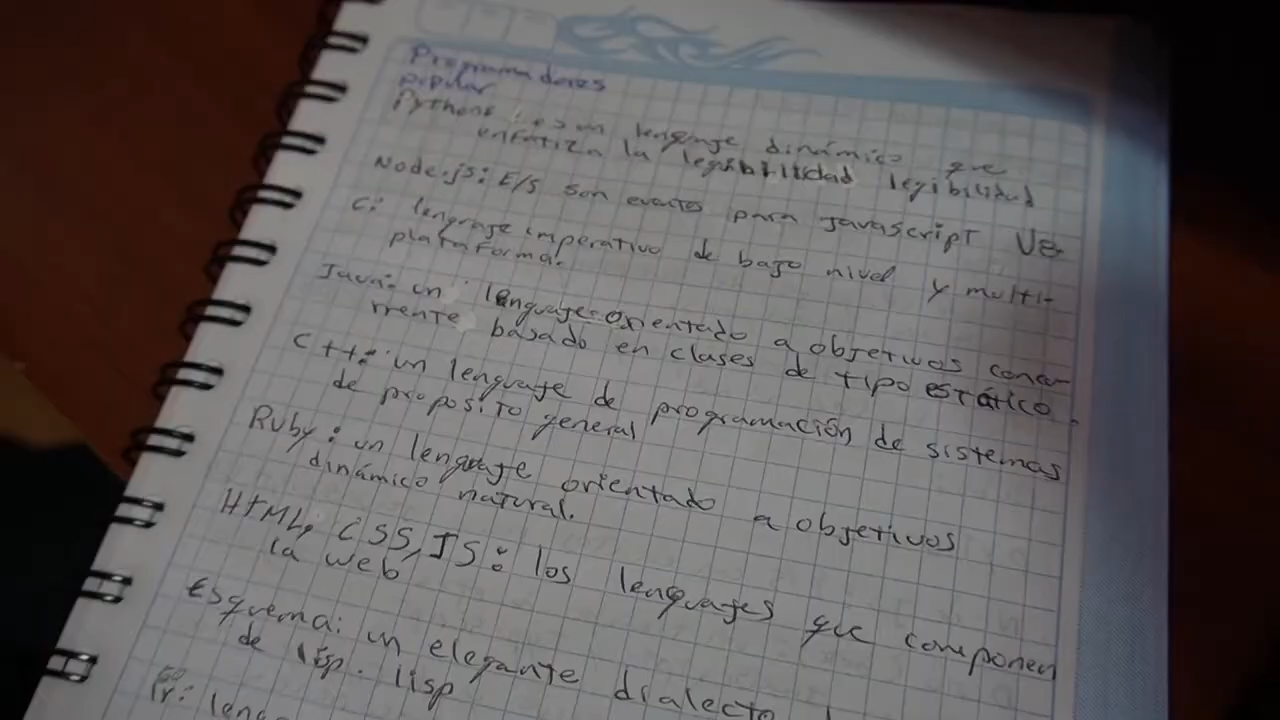 Programadores
popular
Python: es un lenguaje dinámico que
enfatiza la legibilidad legibilidad
Node.js: E/S son eventos para Javascript V8
C: lenguaje imperativo de bajo nivel y multi-
plataforma.
Java: un lenguaje orientado a objetivos concu-
rrente basado en clases de tipo estático.
C++: un lenguaje de programación de sistemas
de proposito general
Ruby: un lenguaje orientado a objetivos
dinámico natural.
HTML, CSS, JS: los lenguajes que componen
la web
Esquema: un elegante dialecto
de lisp. lisp